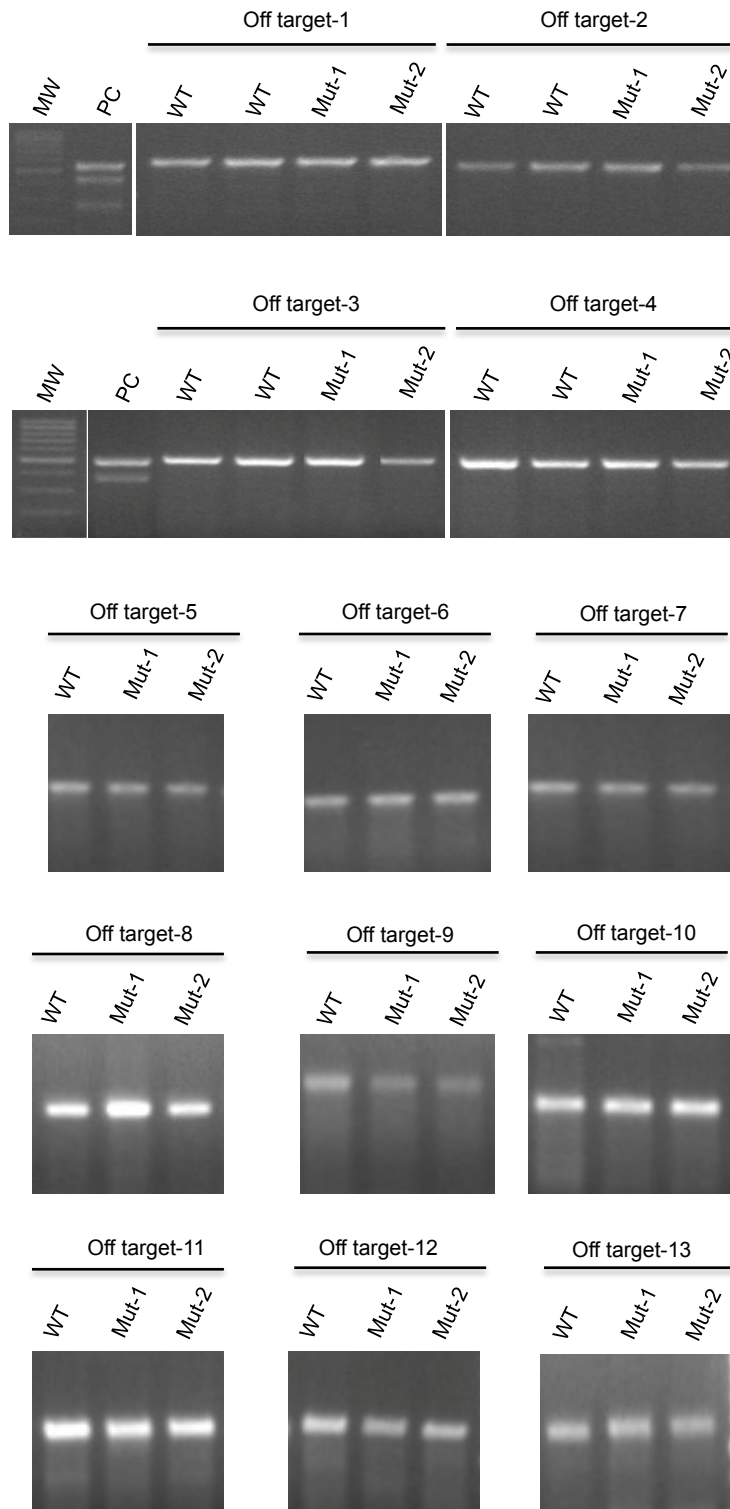 Off target-1 Off target-2
MW PC WT WT Mut-1 Mut-2 WT WT Mut-1 Mut-2
Off target-3 Off target-4
MW PC WT WT Mut-1 Mut-2 WT WT Mut-1 Mut-2
Off target-5 Off target-6 Off target-7
WT Mut-1 Mut-2 WT Mut-1 Mut-2 WT Mut-1 Mut-2
Off target-8 Off target-9 Off target-10
WT Mut-1 Mut-2 WT Mut-1 Mut-2 WT Mut-1 Mut-2
Off target-11 Off target-12 Off target-13
WT Mut-1 Mut-2 WT Mut-1 Mut-2 WT Mut-1 Mut-2